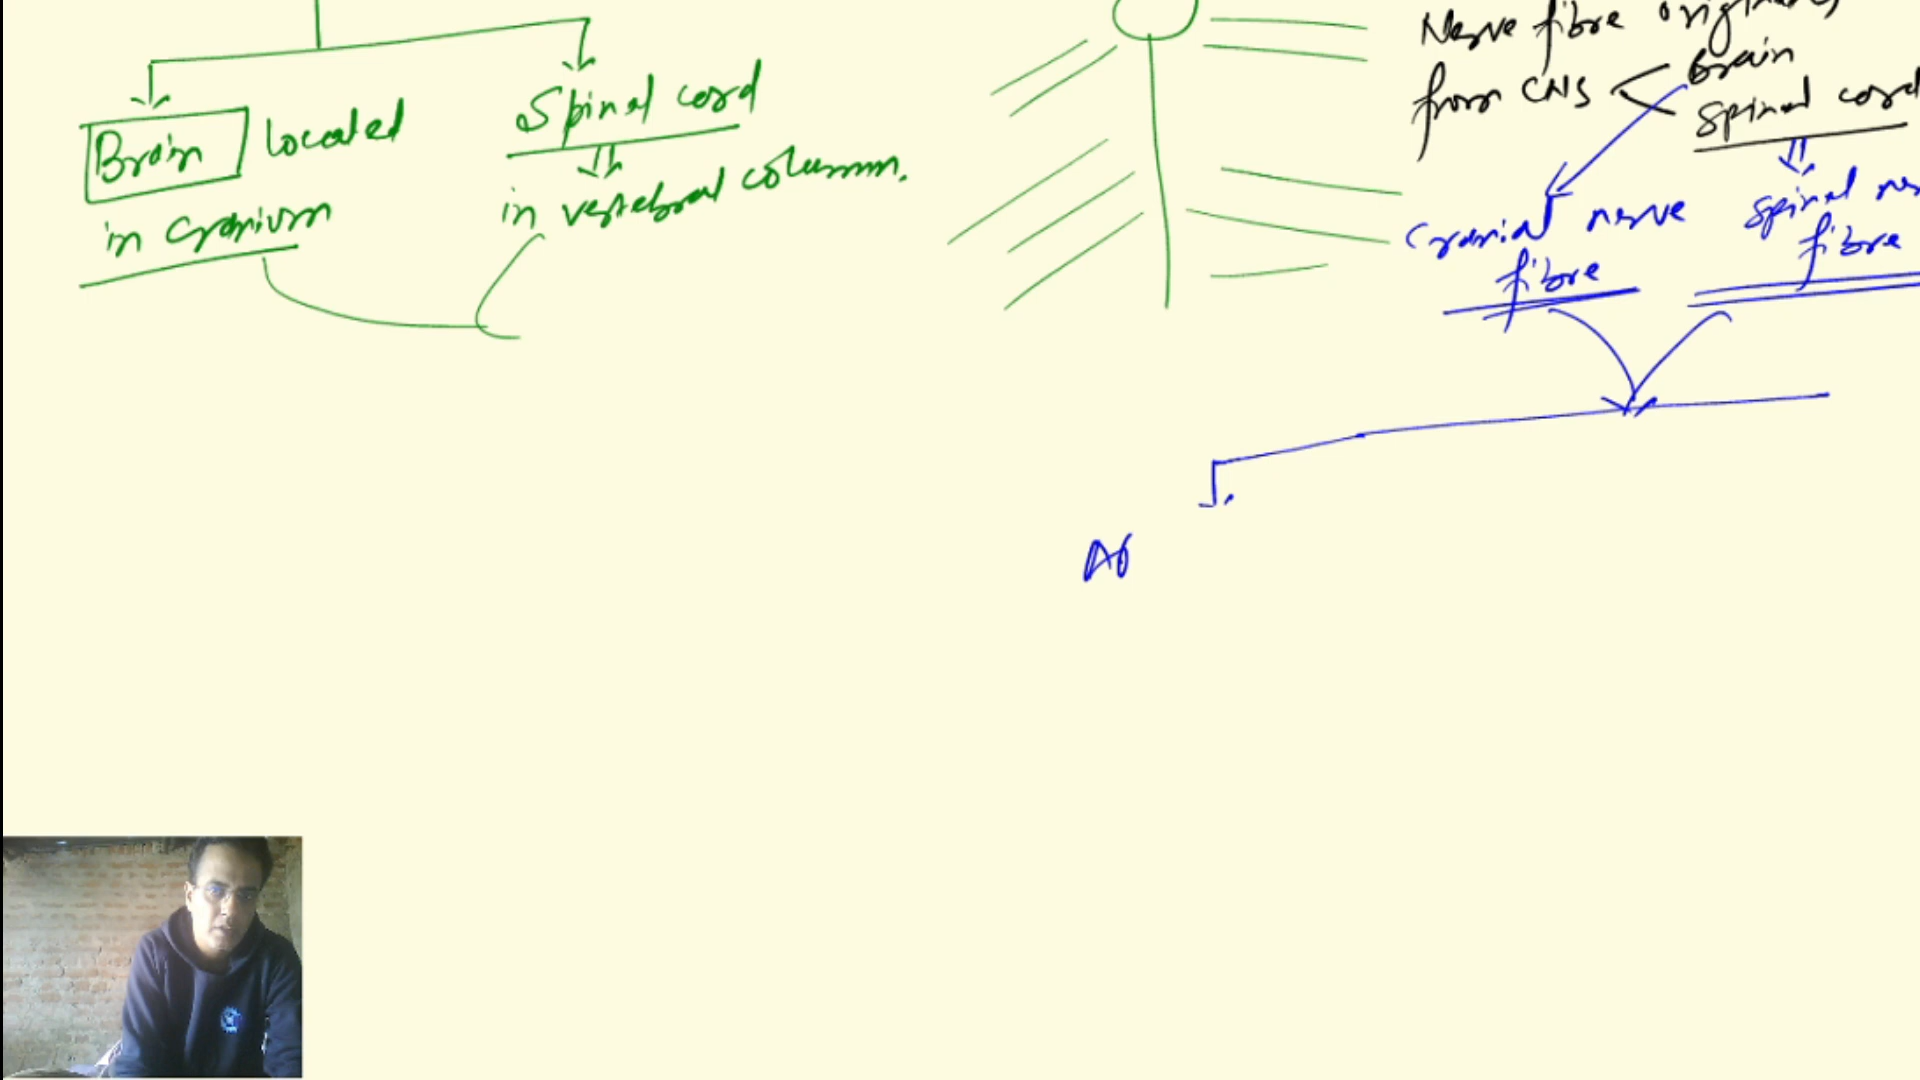 Brain located
in Cranium
Spinal cord
in vertebral column.
Nerve fibre
from CNS
Brain
Spinal cord
Cranial nerve
fibre
Spinal
fibre